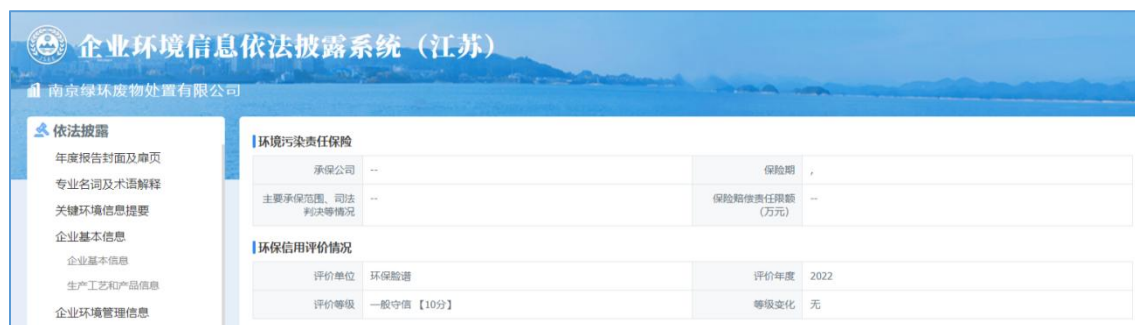 企业环境信息依法披露系统（江苏）
南京绿环废物处置有限公司
依法披露
年度报告封面及扉页
专业名词及术语解释
关键环境信息提要
企业基本信息
企业基本信息
生产工艺和产品信息
企业环境管理信息
环境污染责任保险
承保公司 -- 保险期 ,
主要承保范围、司法判决等情况 -- 保险赔偿责任限额（万元） --
环保信用评价情况
评价单位 环保脸谱 评价年度 2022
评价等级 一般守信 【10分】 等级变化 无